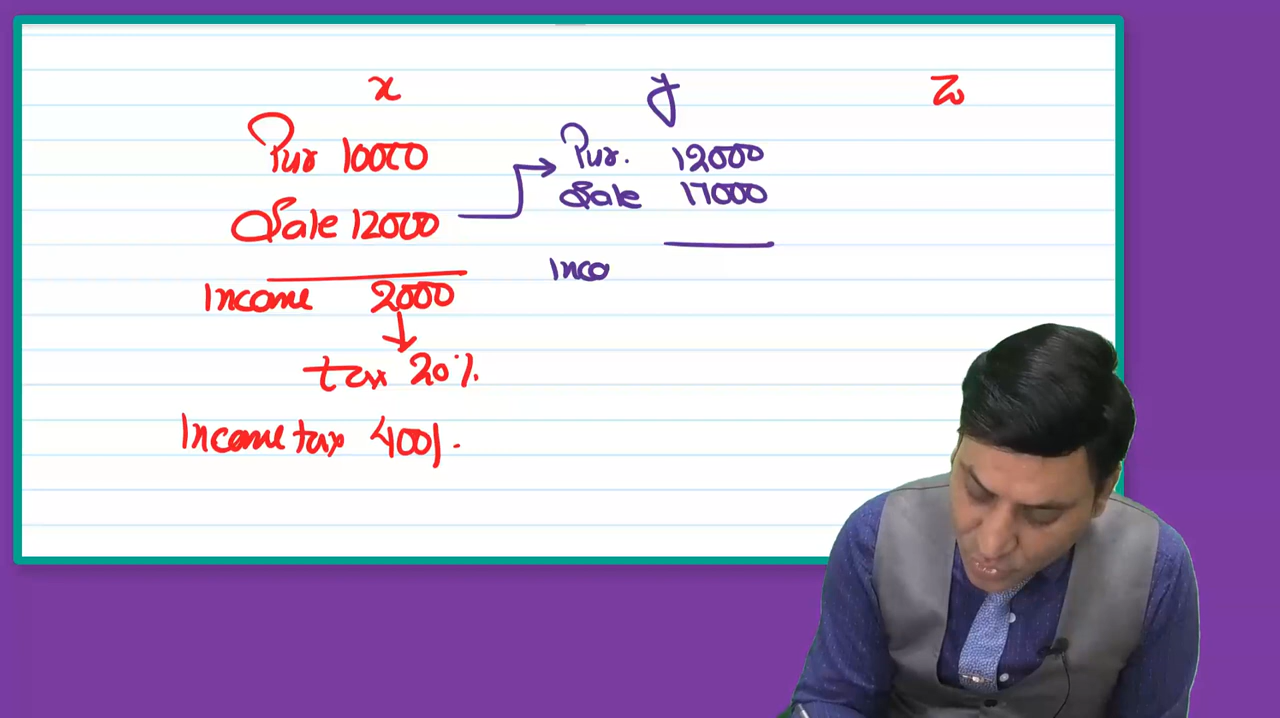 x y z
Pur 10000
Sale 12000
Income 2000
tax 20%.
Income tax 400/-
Pur. 12000
Sale 17000
Inco